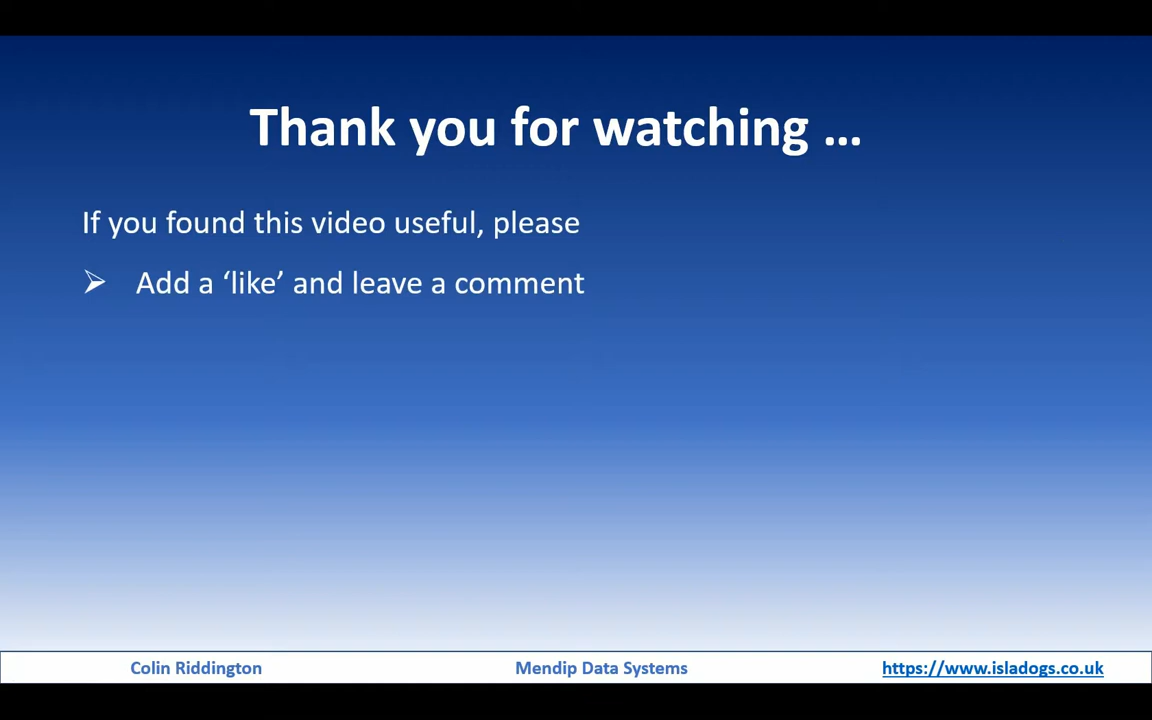 Thank you for watching ...
If you found this video useful, please
➢ Add a ‘like’ and leave a comment
Colin Riddington
Mendip Data Systems
https://www.isladogs.co.uk